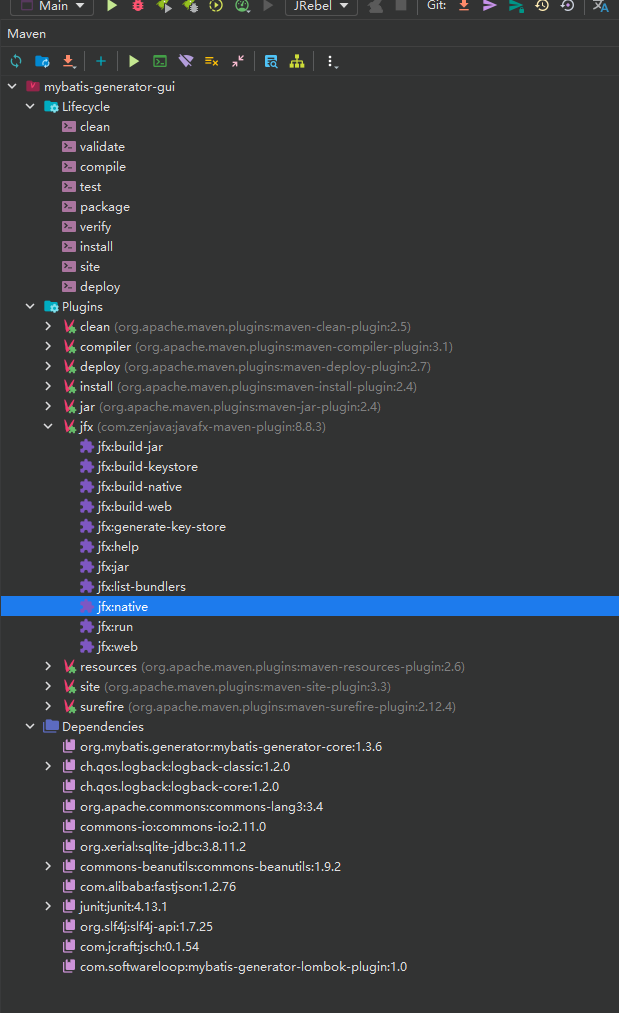 Main JRebel Git:
Maven
mybatis-generator-gui
Lifecycle
clean
validate
compile
test
package
verify
install
site
deploy
Plugins
clean (org.apache.maven.plugins:maven-clean-plugin:2.5)
compiler (org.apache.maven.plugins:maven-compiler-plugin:3.1)
deploy (org.apache.maven.plugins:maven-deploy-plugin:2.7)
install (org.apache.maven.plugins:maven-install-plugin:2.4)
jar (org.apache.maven.plugins:maven-jar-plugin:2.4)
jfx (com.zenjava:javafx-maven-plugin:8.8.3)
jfx:build-jar
jfx:build-keystore
jfx:build-native
jfx:build-web
jfx:generate-key-store
jfx:help
jfx:jar
jfx:list-bundlers
jfx:native
jfx:run
jfx:web
resources (org.apache.maven.plugins:maven-resources-plugin:2.6)
site (org.apache.maven.plugins:maven-site-plugin:3.3)
surefire (org.apache.maven.plugins:maven-surefire-plugin:2.12.4)
Dependencies
org.mybatis.generator:mybatis-generator-core:1.3.6
ch.qos.logback:logback-classic:1.2.0
ch.qos.logback:logback-core:1.2.0
org.apache.commons:commons-lang3:3.4
commons-io:commons-io:2.11.0
org.xerial:sqlite-jdbc:3.8.11.2
commons-beanutils:commons-beanutils:1.9.2
com.alibaba:fastjson:1.2.76
junit:junit:4.13.1
org.slf4j:slf4j-api:1.7.25
com.jcraft:jsch:0.1.54
com.softwareloop:mybatis-generator-lombok-plugin:1.0